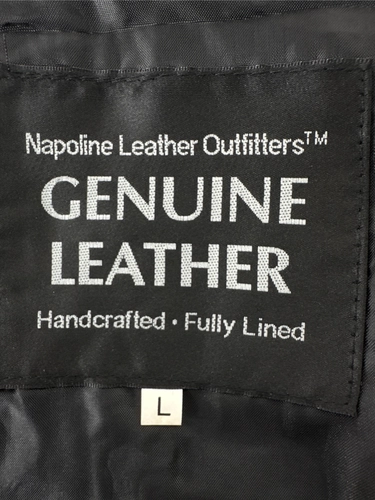 Napoline Leather Outfitters™
GENUINE
LEATHER
Handcrafted · Fully Lined
L